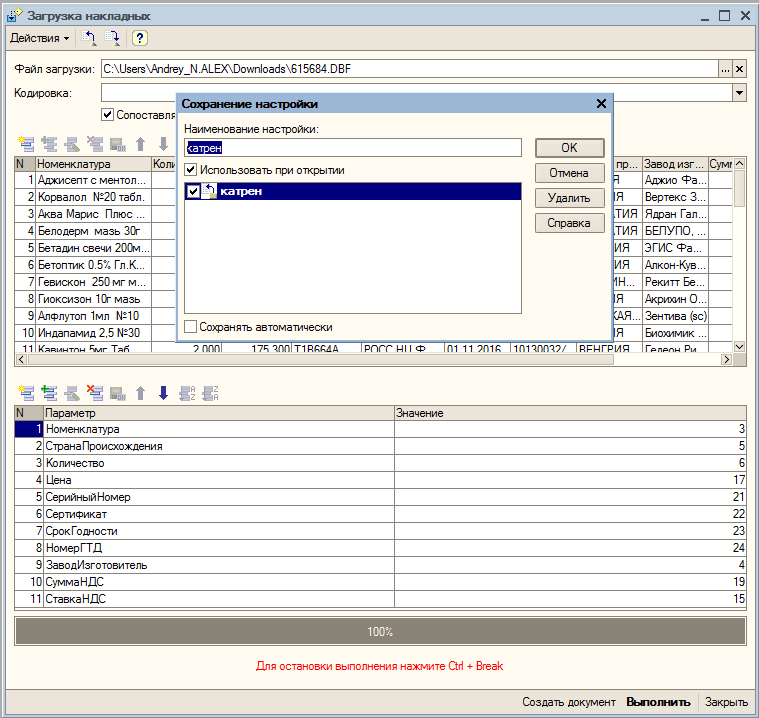 Загрузка накладных
Действия
Файл загрузки: C:\Users\Andrey_N.ALEX\Downloads\615684.DBF ...
Кодировка:
Сопоставля
Сохранение настройки
Наименование настройки:
катрен
Использовать при открытии
катрен
Сохранять автоматически
OK
Отмена
Удалить
Справка
N Номенклатура Коли пр... Завод изг... Сумм
1 Аджисепт с ментол... Я Аджио Фа...
2 Корвалол №20 табл. ИЯ Вертекс З...
3 Аква Марис Плюс ... АТИЯ Ядран Гал...
4 Белодерм мазь 30г АТИЯ БЕЛУПО, ...
5 Бетадин свечи 200м... ИЯ ЭГИС Фа...
6 Бетоптик 0.5% Гл.К... ИЯ Алкон-Кув...
7 Гевискон 250 мг м... ИН... Рекитт Бе...
8 Гиоксизон 10г мазь ИЯ Акрихин О...
9 Алфлутоп 1мл №10 КАЯ... Зентива (sc)
10 Индапамид 2,5 №30 ИЯ Биохимик ...
11 Кавинтон 5мг Таб. 2,000 175,300 T1B664A РОСС HU.Ф... 01.11.2016 10130032/... ВЕНГРИЯ Гедеон Ри...
N Параметр Значение
1 Номенклатура 3
2 СтранаПроисхождения 5
3 Количество 6
4 Цена 17
5 СерийныйНомер 21
6 Сертификат 22
7 СрокГодности 23
8 НомерГТД 24
9 ЗаводИзготовитель 4
10 СуммаНДС 19
11 СтавкаНДС 15
100%
Для остановки выполнения нажмите Ctrl + Break
Создать документ Выполнить Закрыть